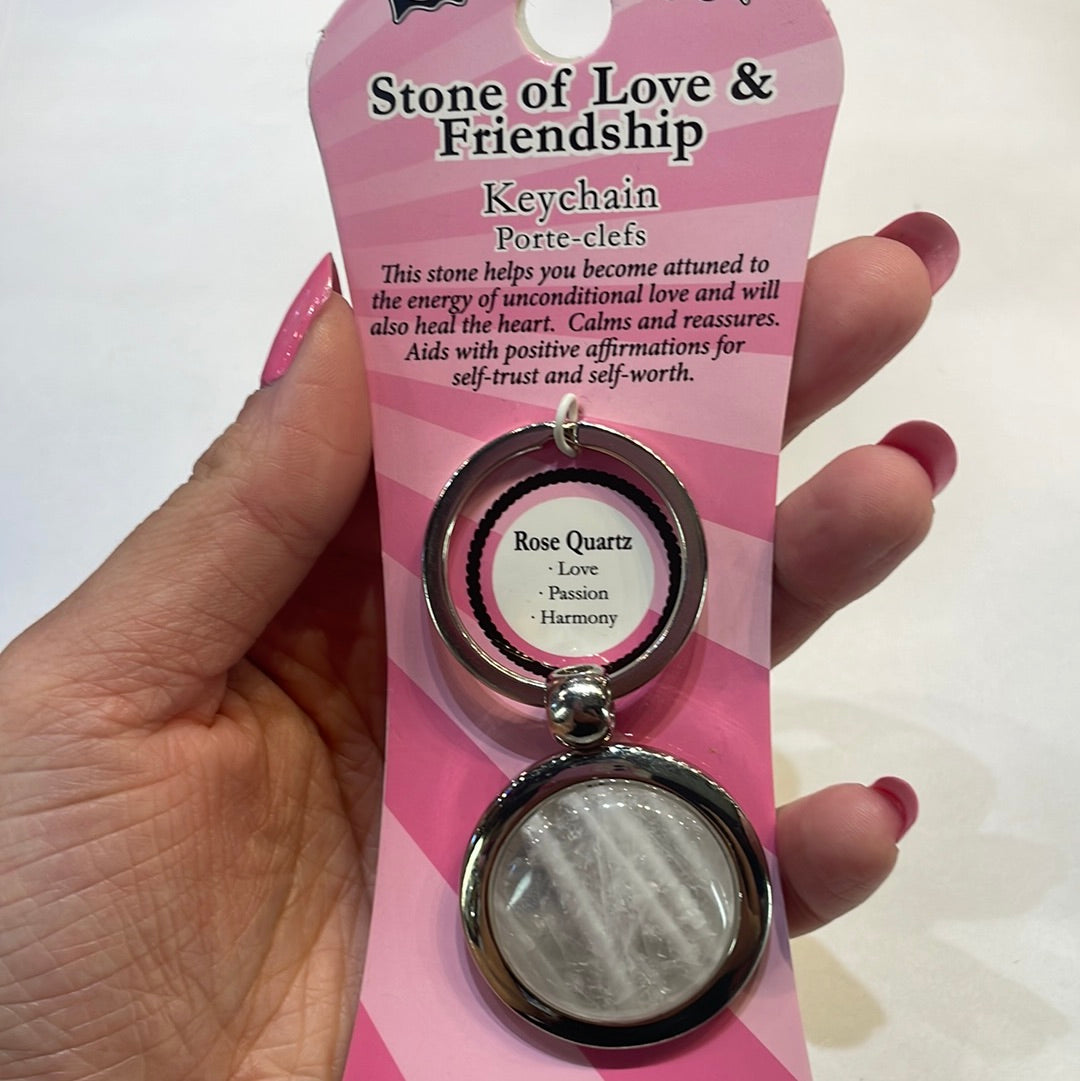 Stone of Love &
Friendship
Keychain
Porte-clefs
This stone helps you become attuned to
the energy of unconditional love and will
also heal the heart.  Calms and reassures.
Aids with positive affirmations for
self-trust and self-worth.
Rose Quartz
· Love
· Passion
· Harmony